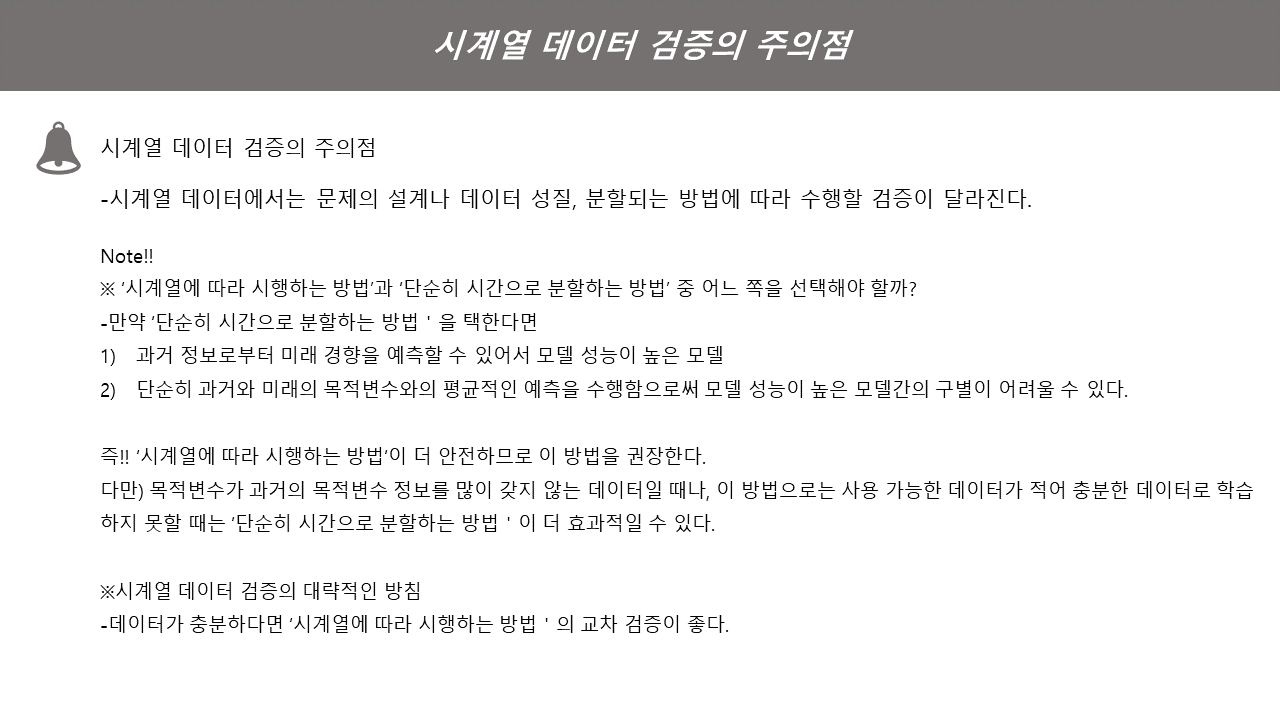 시계열 데이터 검증의 주의점
시계열 데이터 검증의 주의점
-시계열 데이터에서는 문제의 설계나 데이터 성질, 분할되는 방법에 따라 수행할 검증이 달라진다.
Note!!
※ ‘시계열에 따라 시행하는 방법’과 ‘단순히 시간으로 분할하는 방법’ 중 어느 쪽을 선택해야 할까?
-만약 ‘단순히 시간으로 분할하는 방법＇을 택한다면
1) 과거 정보로부터 미래 경향을 예측할 수 있어서 모델 성능이 높은 모델
2) 단순히 과거와 미래의 목적변수와의 평균적인 예측을 수행함으로써 모델 성능이 높은 모델간의 구별이 어려울 수 있다.
즉!! ‘시계열에 따라 시행하는 방법‘이 더 안전하므로 이 방법을 권장한다.
다만) 목적변수가 과거의 목적변수 정보를 많이 갖지 않는 데이터일 때나, 이 방법으로는 사용 가능한 데이터가 적어 충분한 데이터로 학습
하지 못할 때는 ‘단순히 시간으로 분할하는 방법＇이 더 효과적일 수 있다.
※시계열 데이터 검증의 대략적인 방침
-데이터가 충분하다면 ‘시계열에 따라 시행하는 방법＇의 교차 검증이 좋다.